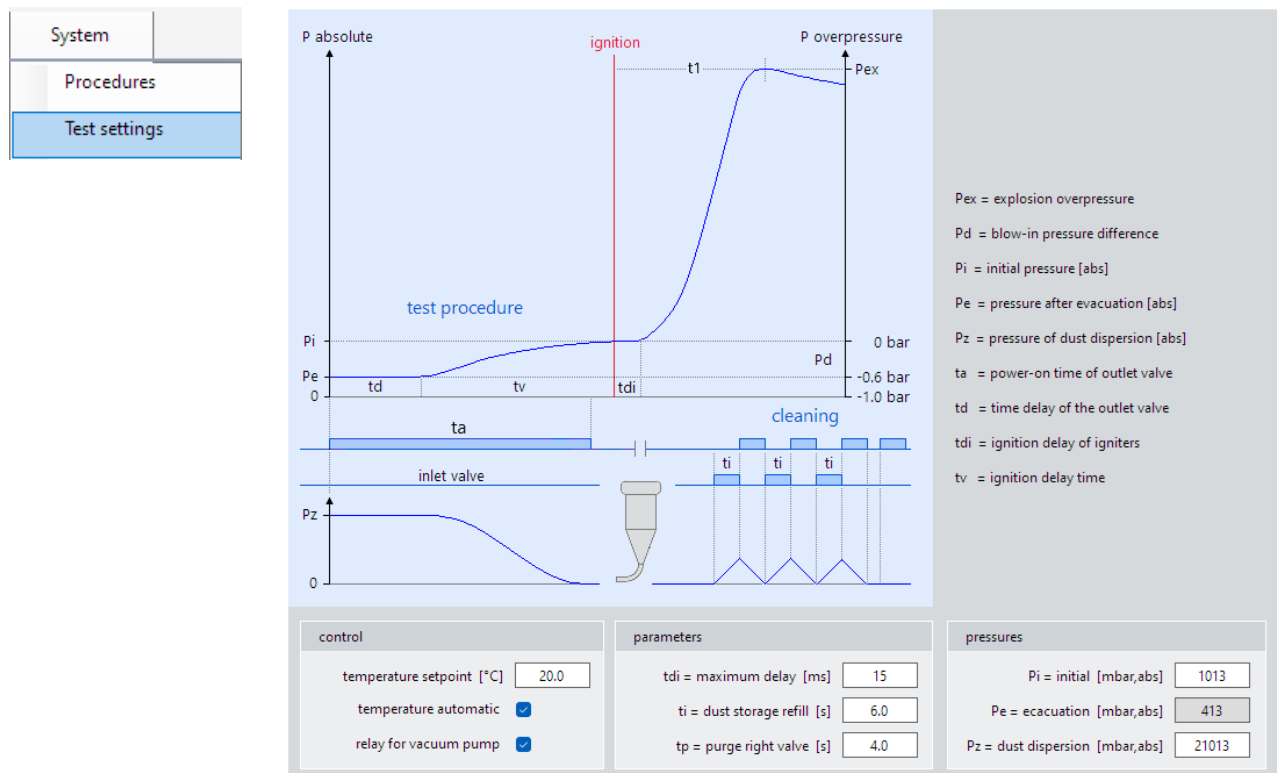 System
Procedures
Test settings
P absolute
ignition
P overpressure
t1
Pex
test procedure
Pi
0 bar
Pd
Pe
-0.6 bar
td
tv
tdi
0
-1.0 bar
cleaning
ta
ti
ti
ti
inlet valve
Pz
0
Pex = explosion overpressure
Pd = blow-in pressure difference
Pi = initial pressure [abs]
Pe = pressure after evacuation [abs]
Pz = pressure of dust dispersion [abs]
ta = power-on time of outlet valve
td = time delay of the outlet valve
tdi = ignition delay of igniters
tv = ignition delay time
control
temperature setpoint [°C] 20.0
temperature automatic
relay for vacuum pump
parameters
tdi = maximum delay [ms] 15
ti = dust storage refill [s] 6.0
tp = purge right valve [s] 4.0
pressures
Pi = initial [mbar,abs] 1013
Pe = ecacuation [mbar,abs] 413
Pz = dust dispersion [mbar,abs] 21013